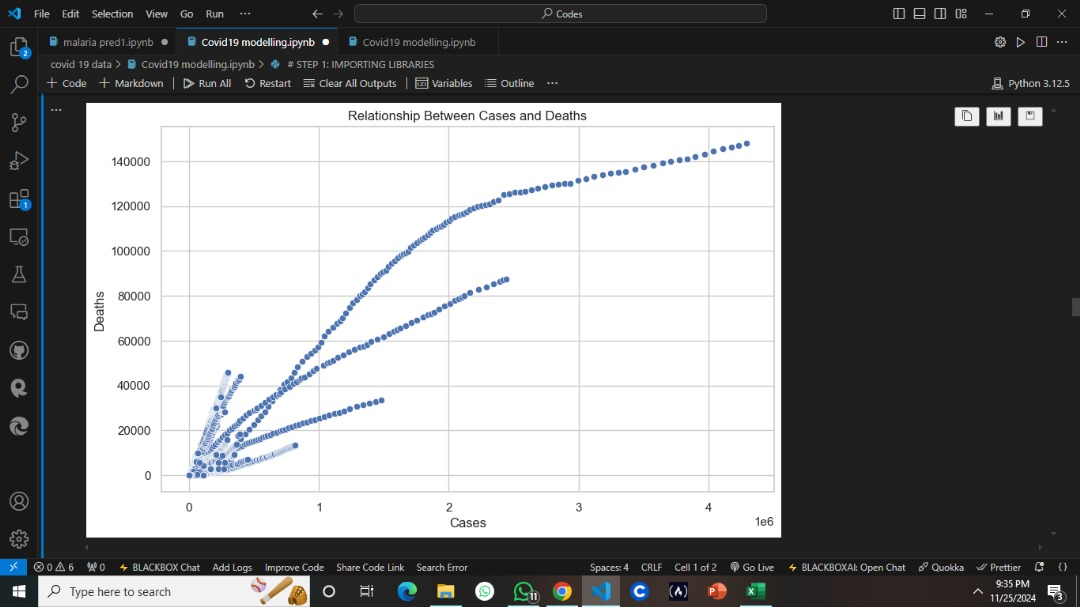 File Edit Selection View Go Run ··· Codes
malaria pred1.ipynb Covid19 modelling.ipynb Covid19 modelling.ipynb
covid 19 data > Covid19 modelling.ipynb > # STEP 1: IMPORTING LIBRARIES
+ Code + Markdown Run All Restart Clear All Outputs Variables Outline ··· Python 3.12.5
Relationship Between Cases and Deaths
140000
120000
100000
80000
60000
40000
20000
0
Deaths
0 1 2 3 4
1e6
Cases
2
1
0 6 0 BLACKBOX Chat Add Logs Improve Code Share Code Link Search Error Spaces: 4 CRLF Cell 1 of 2 Go Live BLACKBOXAI: Open Chat Quokka Prettier {}
Type here to search 11 9:35 PM
11/25/2024 3